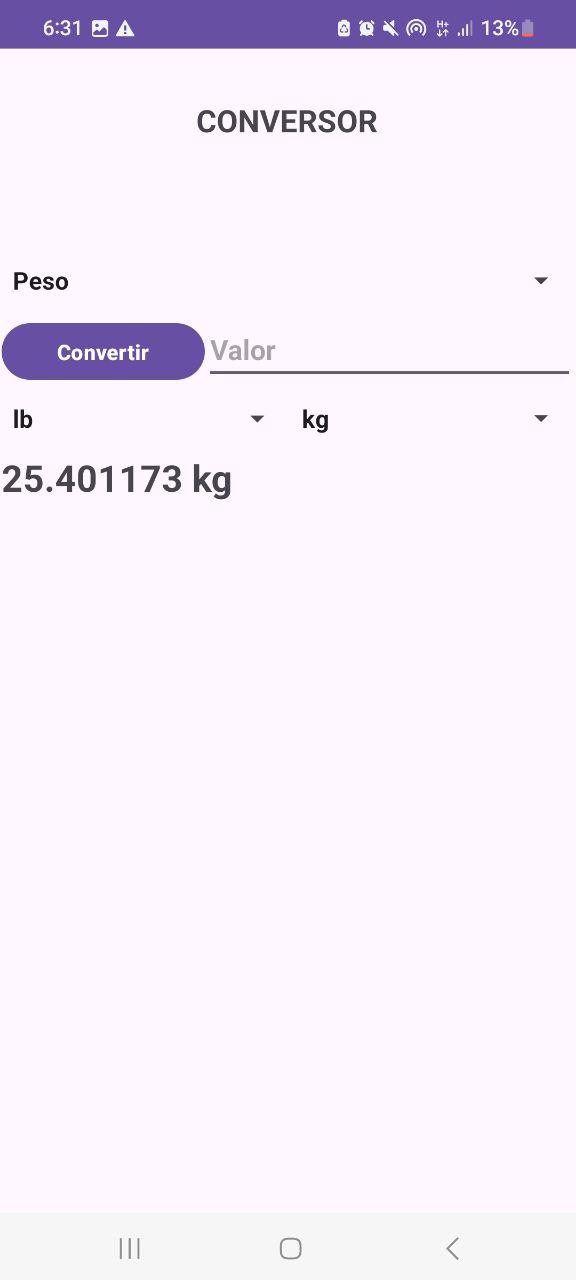 6:31 13%
CONVERSOR
Peso
Convertir Valor
lb kg
25.401173 kg